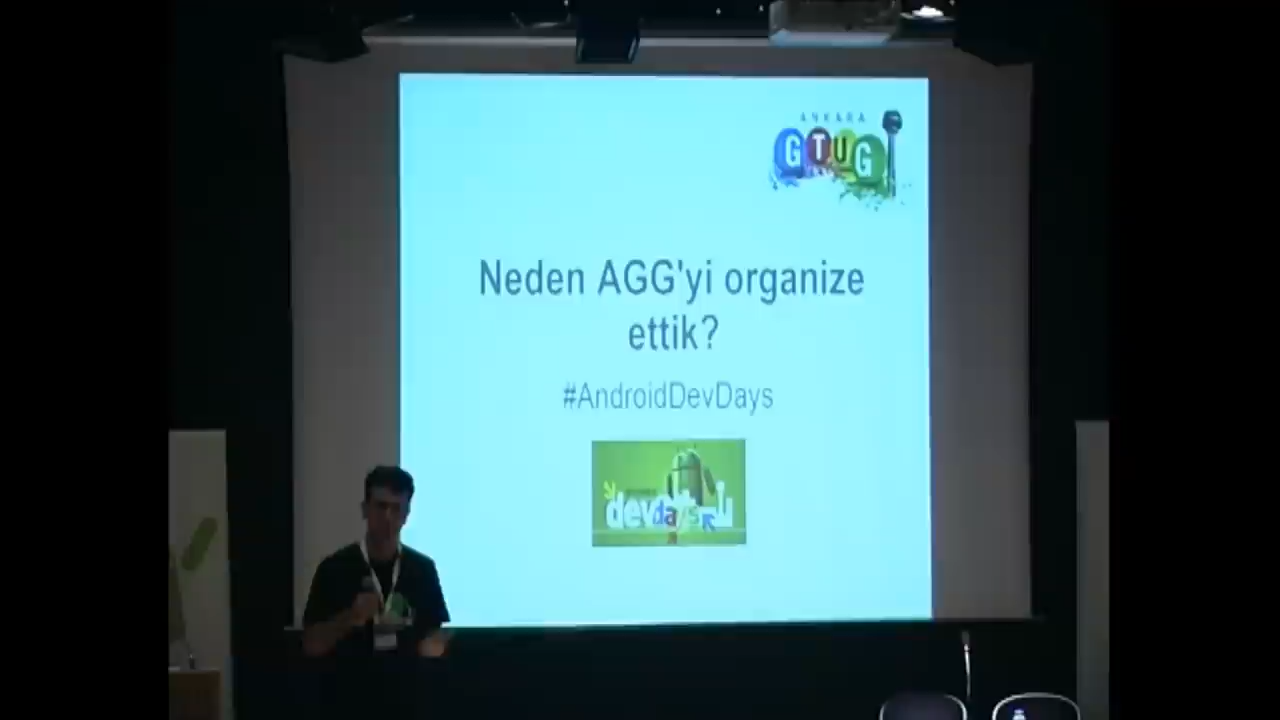 ANKARA
GTUG
Neden AGG'yi organize
ettik?
#AndroidDevDays
devdays